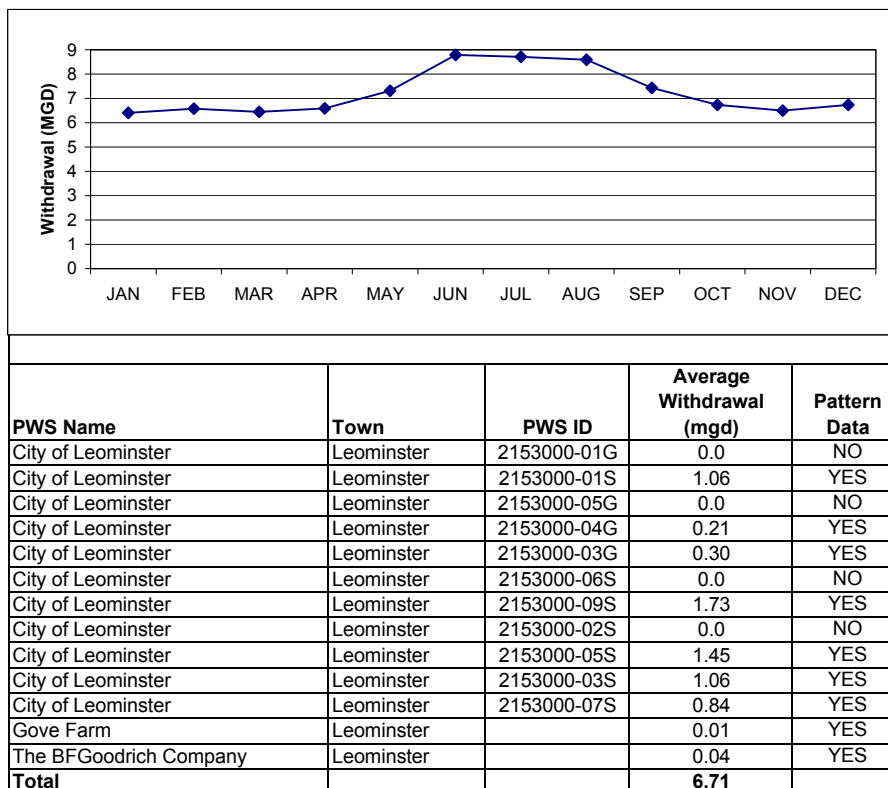 Withdrawal (MGD)
9
8
7
6
5
4
3
2
1
0
JAN FEB MAR APR MAY JUN JUL AUG SEP OCT NOV DEC
PWS Name Town PWS ID Average Withdrawal (mgd) Pattern Data
City of Leominster Leominster 2153000-01G 0.0 NO
City of Leominster Leominster 2153000-01S 1.06 YES
City of Leominster Leominster 2153000-05G 0.0 NO
City of Leominster Leominster 2153000-04G 0.21 YES
City of Leominster Leominster 2153000-03G 0.30 YES
City of Leominster Leominster 2153000-06S 0.0 NO
City of Leominster Leominster 2153000-09S 1.73 YES
City of Leominster Leominster 2153000-02S 0.0 NO
City of Leominster Leominster 2153000-05S 1.45 YES
City of Leominster Leominster 2153000-03S 1.06 YES
City of Leominster Leominster 2153000-07S 0.84 YES
Gove Farm Leominster 0.01 YES
The BFGoodrich Company Leominster 0.04 YES
Total 6.71